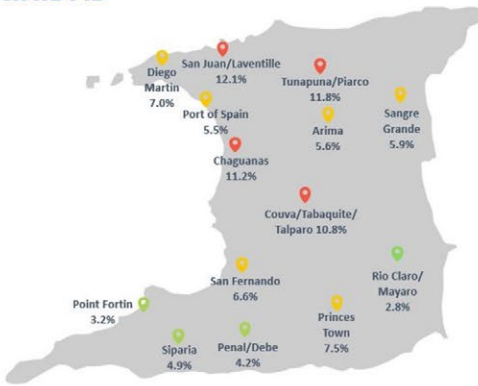 San Juan/Laventille
12.1%
Diego
Martin
7.0%
Tunapuna/Piarco
11.8%
Port of Spain
5.5%
Arima
5.6%
Sangre
Grande
5.9%
Chaguanas
11.2%
Couva/Tabaquite/
Talparo 10.8%
San Fernando
6.6%
Rio Claro/
Mayaro
2.8%
Point Fortin
3.2%
Princes
Town
7.5%
Siparia
4.9%
Penal/Debe
4.2%